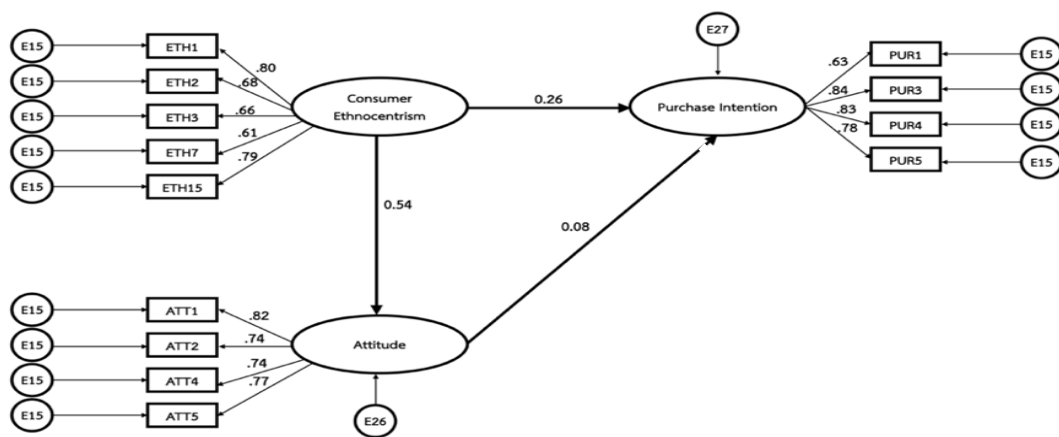 E15
ETH1
.80
E15
ETH2
.68
E15
ETH3
.66
E15
ETH7
.61
E15
ETH15
.79
Consumer
Ethnocentrism
0.26
E27
Purchase Intention
.63
PUR1
E15
.84
PUR3
E15
.83
PUR4
E15
.78
PUR5
E15
0.54
0.08
E15
ATT1
.82
E15
ATT2
.74
E15
ATT4
.74
E15
ATT5
.77
Attitude
E26